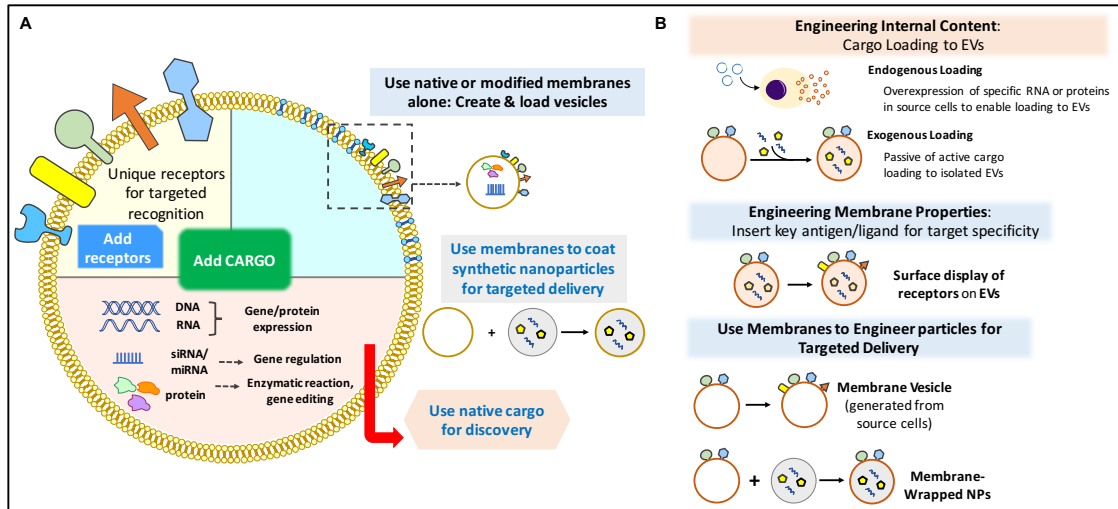 A
Use native or modified membranes
alone: Create & load vesicles
Unique receptors
for targeted
recognition
Add
receptors
Add CARGO
Use membranes to coat
synthetic nanoparticles
for targeted delivery
+
DNA
RNA
Gene/protein
expression
siRNA/
miRNA
Gene regulation
protein
Enzymatic reaction,
gene editing
Use native cargo
for discovery
B
Engineering Internal Content:
Cargo Loading to EVs
Endogenous Loading
Overexpression of specific RNA or proteins
in source cells to enable loading to EVs
Exogenous Loading
Passive of active cargo
loading to isolated EVs
Engineering Membrane Properties:
Insert key antigen/ligand for target specificity
Surface display of
receptors on EVs
Use Membranes to Engineer particles for
Targeted Delivery
Membrane Vesicle
(generated from
source cells)
+
Membrane-
Wrapped NPs